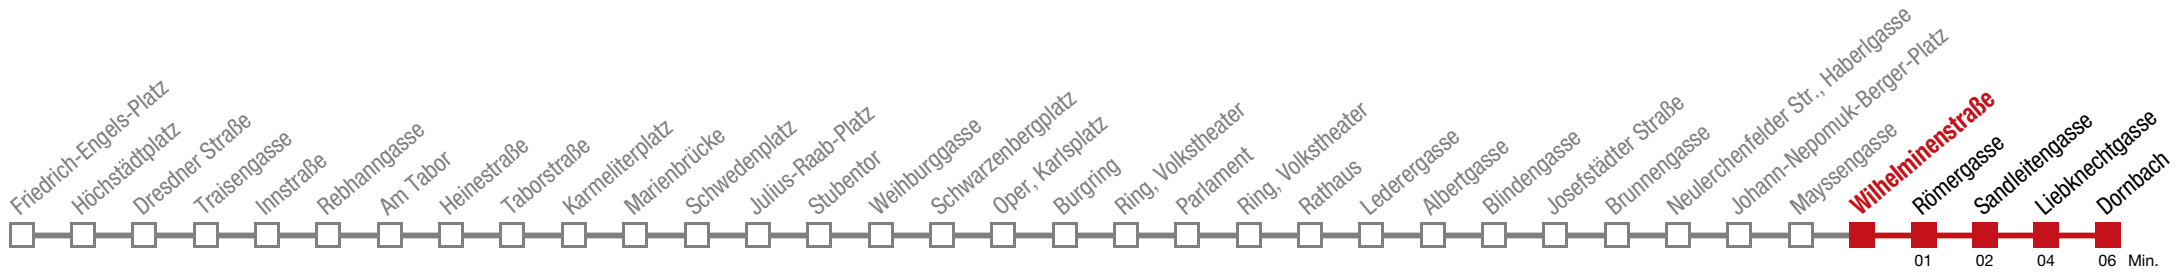 Friedrich-Engels-Platz
Höchstädtplatz
Dresdner Straße
Traisengasse
Innstraße
Rebhanngasse
Am Tabor
Heinestraße
Taborstraße
Karmeliterplatz
Marienbrücke
Schwedenplatz
Julius-Raab-Platz
Stubentor
Weihburggasse
Schwarzenbergplatz
Oper, Karlsplatz
Burgring
Ring, Volkstheater
Parlament
Ring, Volkstheater
Rathaus
Lederergasse
Albertgasse
Blindengasse
Josefstädter Straße
Brunnengasse
Neulerchenfelder Str., Haberlgasse
Johann-Nepomuk-Berger-Platz
Mayssengasse
Wilhelminenstraße
Römergasse
Sandleitengasse
Liebknechtgasse
Dornbach
01 02 04 06 Min.